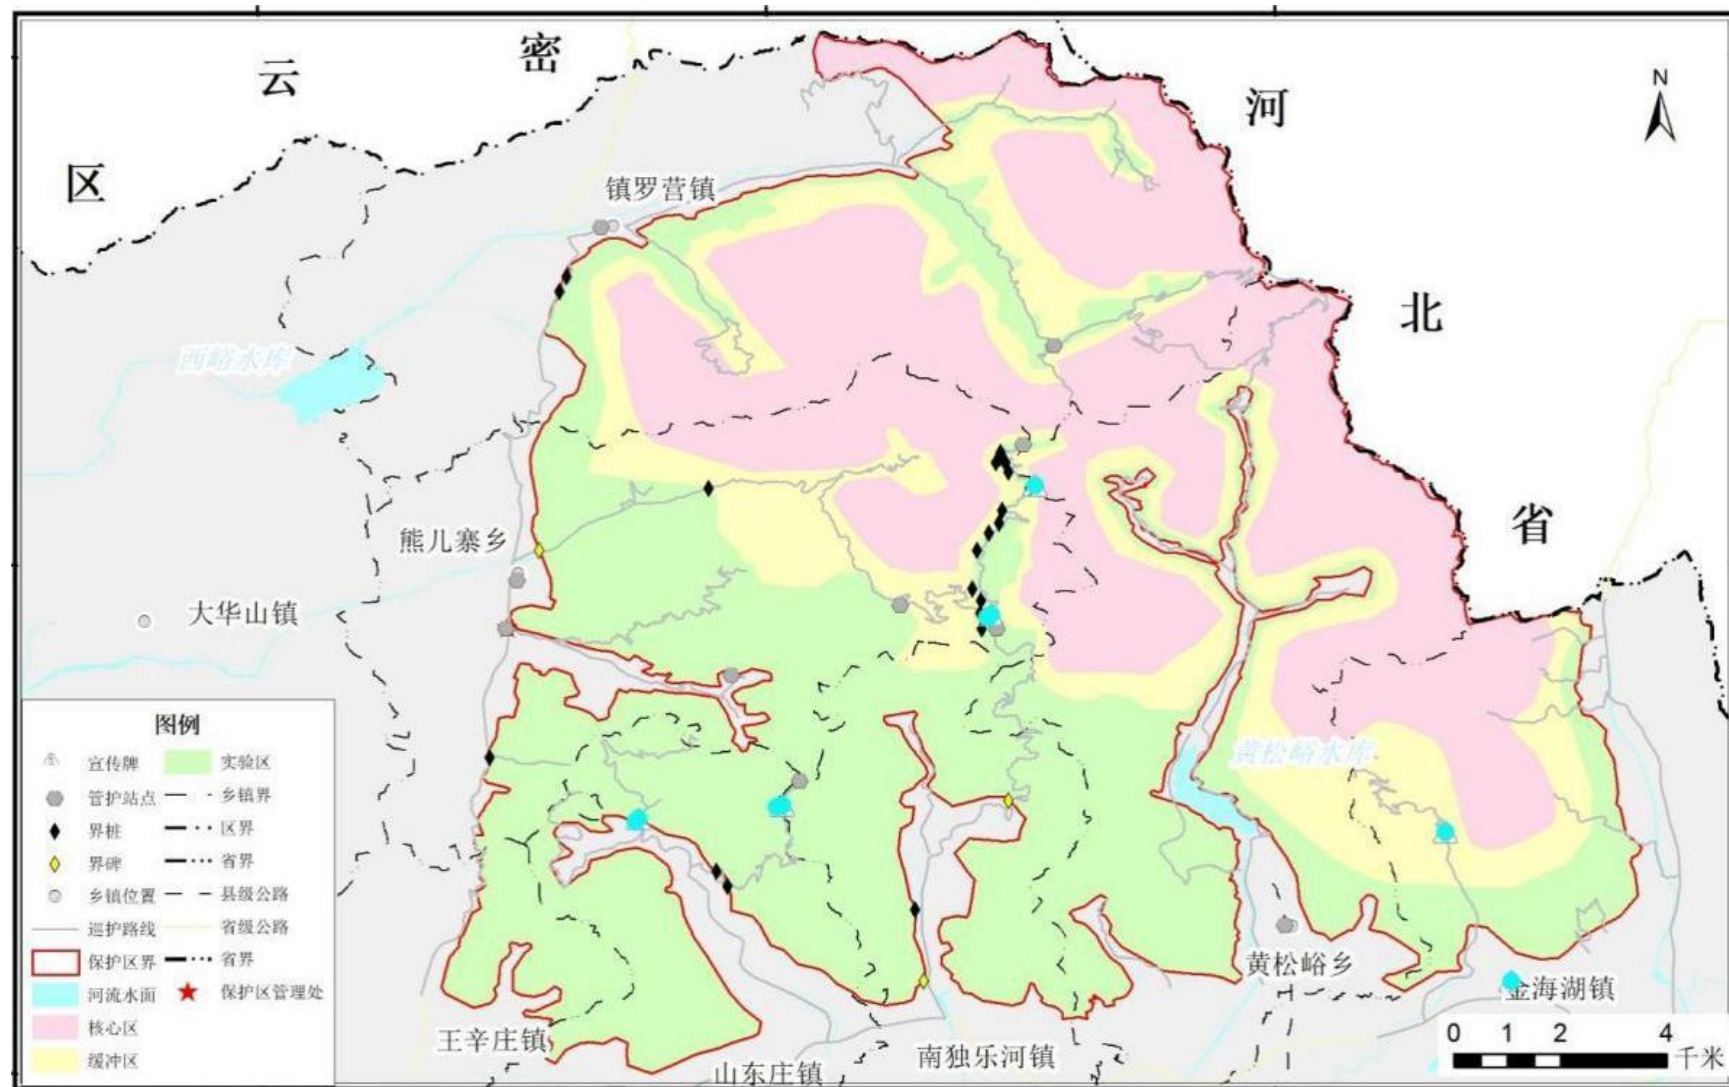 密
云
区
N
河
北
省
镇罗营镇
西峪水库
熊儿寨乡
大华山镇
黄松峪水库
黄松峪乡
金海湖镇
王辛庄镇
山东庄镇
南独乐河镇
图例
宣传牌 实验区
管护站点 乡镇界
界桩 区界
界碑 省界
乡镇位置 县级公路
巡护路线 省级公路
保护区界 省界
河流水面 保护区管理处
核心区
缓冲区
0 1 2 4
千米